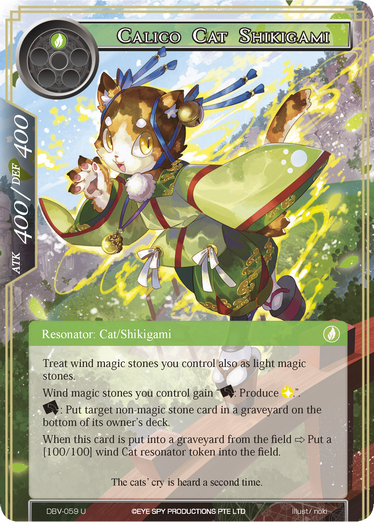 Calico Cat Shikigami
ATK 400/DEF 400
Resonator: Cat/Shikigami
Treat wind magic stones you control also as light magic
stones.
Wind magic stones you control gain " : Produce ".
: Put target non-magic stone card in a graveyard on the
bottom of its owner's deck.
When this card is put into a graveyard from the field ⇨ Put a
[100/100] wind Cat resonator token into the field.
The cats' cry is heard a second time.
DBV-059 U
©EYE SPY PRODUCTIONS PTE LTD
Illust/ nolo